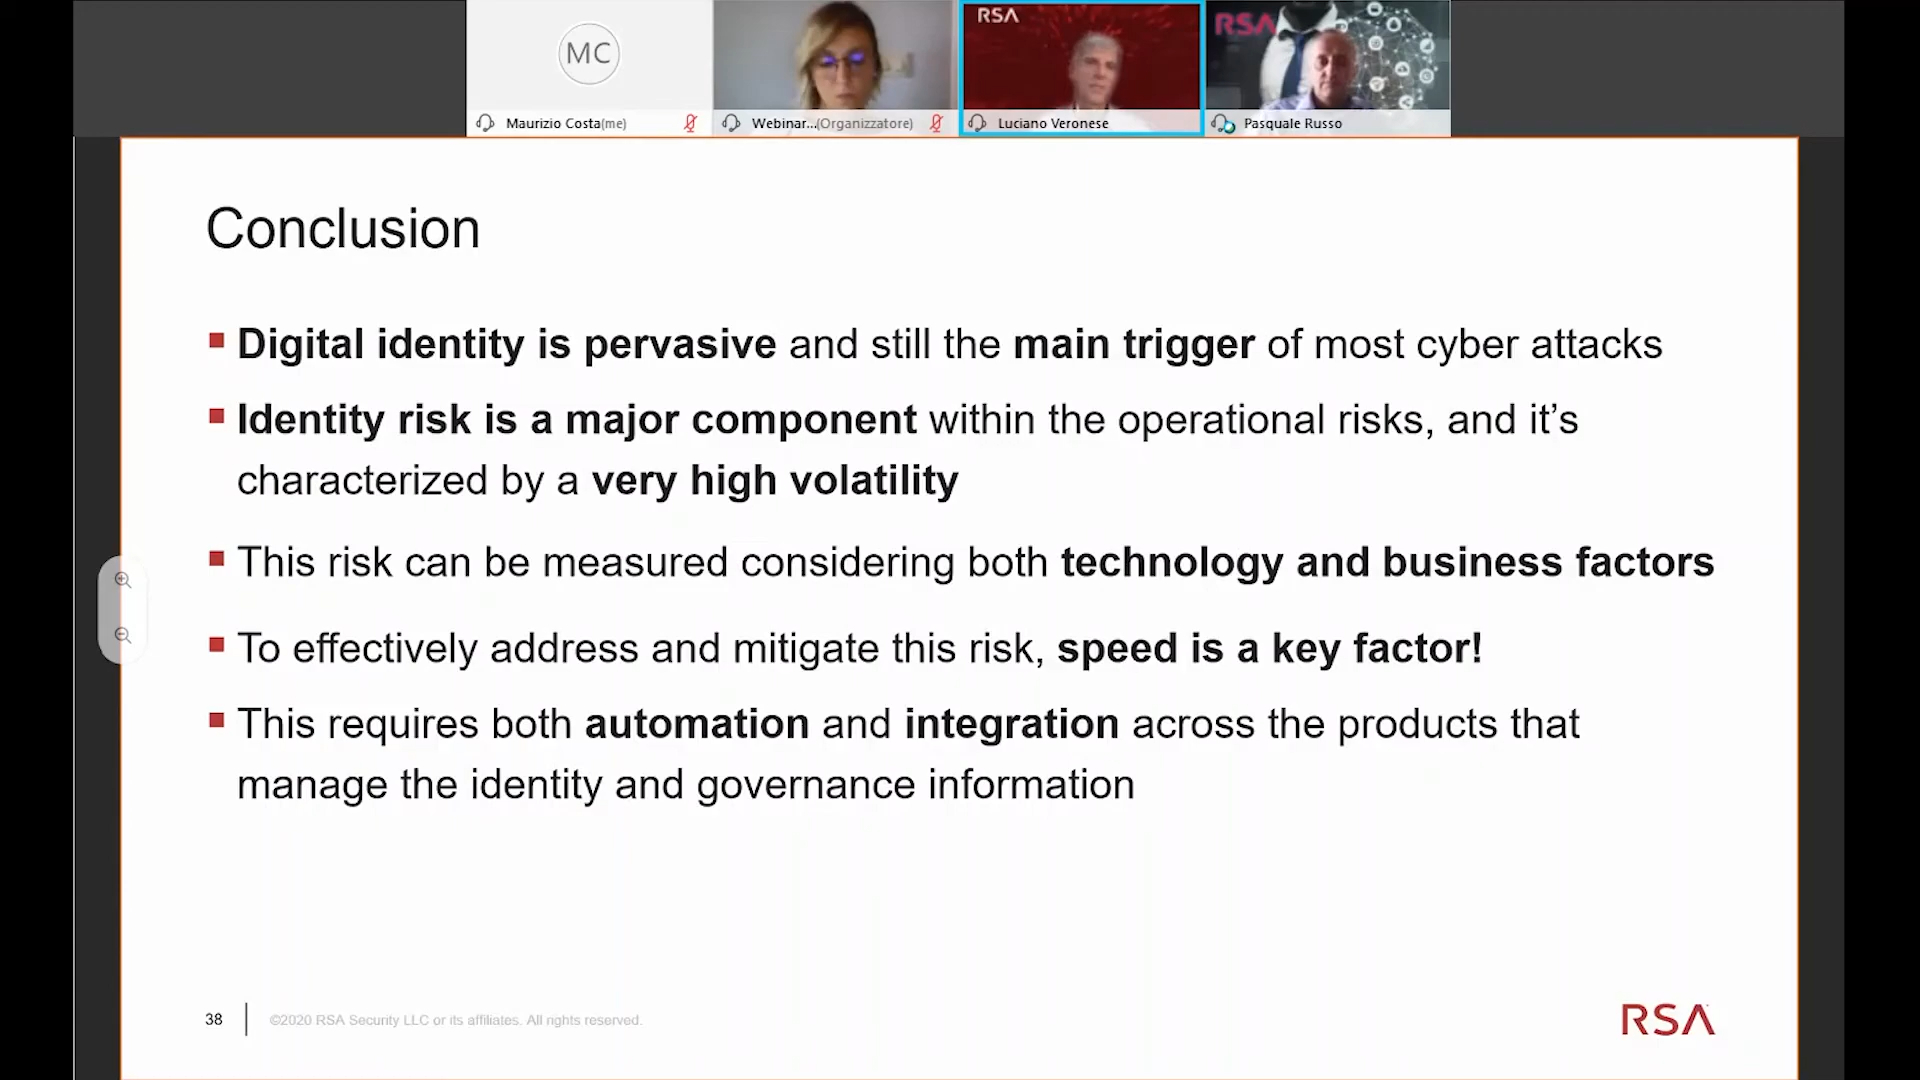 MC
RSA
RSA
Maurizio Costa(me)
Webinar...(Organizzatore)
Luciano Veronese
Pasquale Russo
Conclusion
Digital identity is pervasive and still the main trigger of most cyber attacks
Identity risk is a major component within the operational risks, and it’s
characterized by a very high volatility
This risk can be measured considering both technology and business factors
To effectively address and mitigate this risk, speed is a key factor!
This requires both automation and integration across the products that
manage the identity and governance information
38
©2020 RSA Security LLC or its affiliates. All rights reserved.
RSA